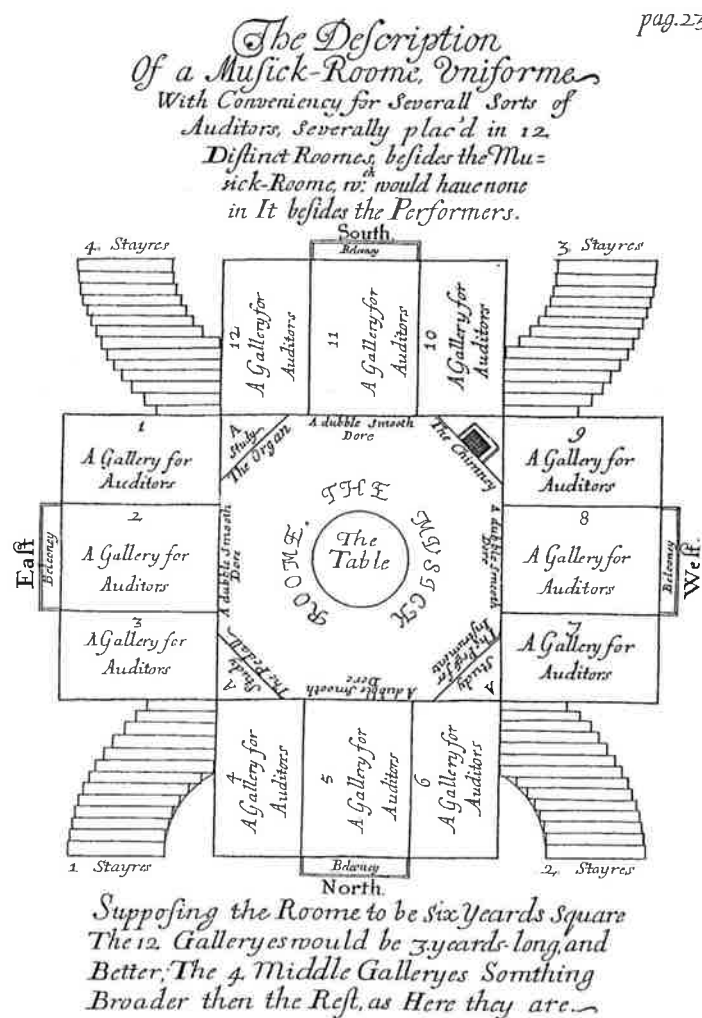 pag.23
The Description
Of a Musick-Roome, Uniforme
With Conveniency for Severall Sorts of
Auditors, Severally plac'd in 12
Distinct Roomes, besides the Mu=
sick-Roome, wch: would haue none
in It besides the Performers.
South.
4. Stayres
Belconey
3. Stayres
12
A Gallery for
Auditors
11
A Gallery for
Auditors
10
A Gallery for
Auditors
1
A Gallery for
Auditors
A
Study
The Organ
A dubble Smooth
Dore
The Chimney
9
A Gallery for
Auditors
East
Belconey
2
A Gallery for
Auditors
A dubble Smooth
Dore
THE
MUSICK
ROOME.
The
Table
A dubble Smooth
Dore
8
A Gallery for
Auditors
Belconey
West.
3
A Gallery for
Auditors
A
Study
The Pedall
A dubble Smooth
Dore
The Press for
Instruments
A
Study
7
A Gallery for
Auditors
4
A Gallery for
Auditors
5
A Gallery for
Auditors
6
A Gallery for
Auditors
1 Stayres
Belconey
2. Stayres
North.
Supposing the Roome to be Six Yeards Square
The 12 Galleryes would be 3 yeards-long, and
Better; The 4 Middle Galleryes Somthing
Broader then the Rest, as Here they are.